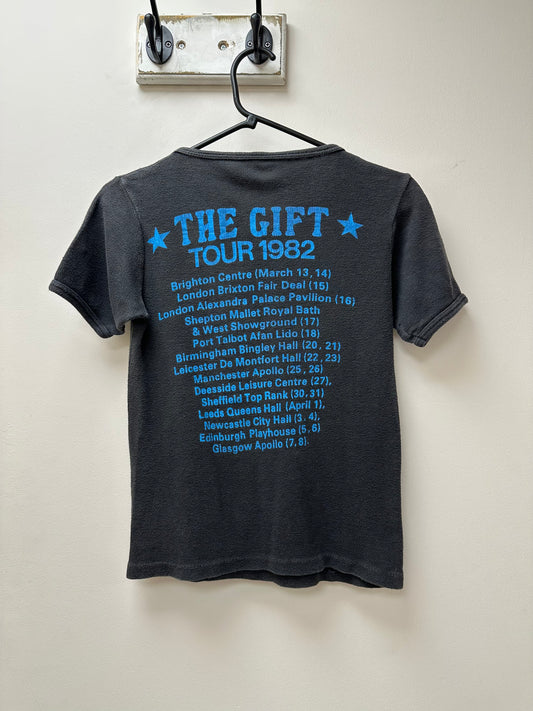 THE GIFT
TOUR 1982
Brighton Centre (March 13, 14)
London Brixton Fair Deal (15)
London Alexandra Palace Pavilion (16)
Shepton Mallet Royal Bath
& West Showground (17)
Port Talbot Afan Lido (18)
Birmingham Bingley Hall (20, 21)
Leicester De Montfort Hall (22, 23)
Manchester Apollo (25, 26)
Deesside Leisure Centre (27),
Sheffield Top Rank (30, 31)
Leeds Queens Hall (April 1),
Newcastle City Hall (3, 4),
Edinburgh Playhouse (5, 6)
Glasgow Apollo (7, 8).